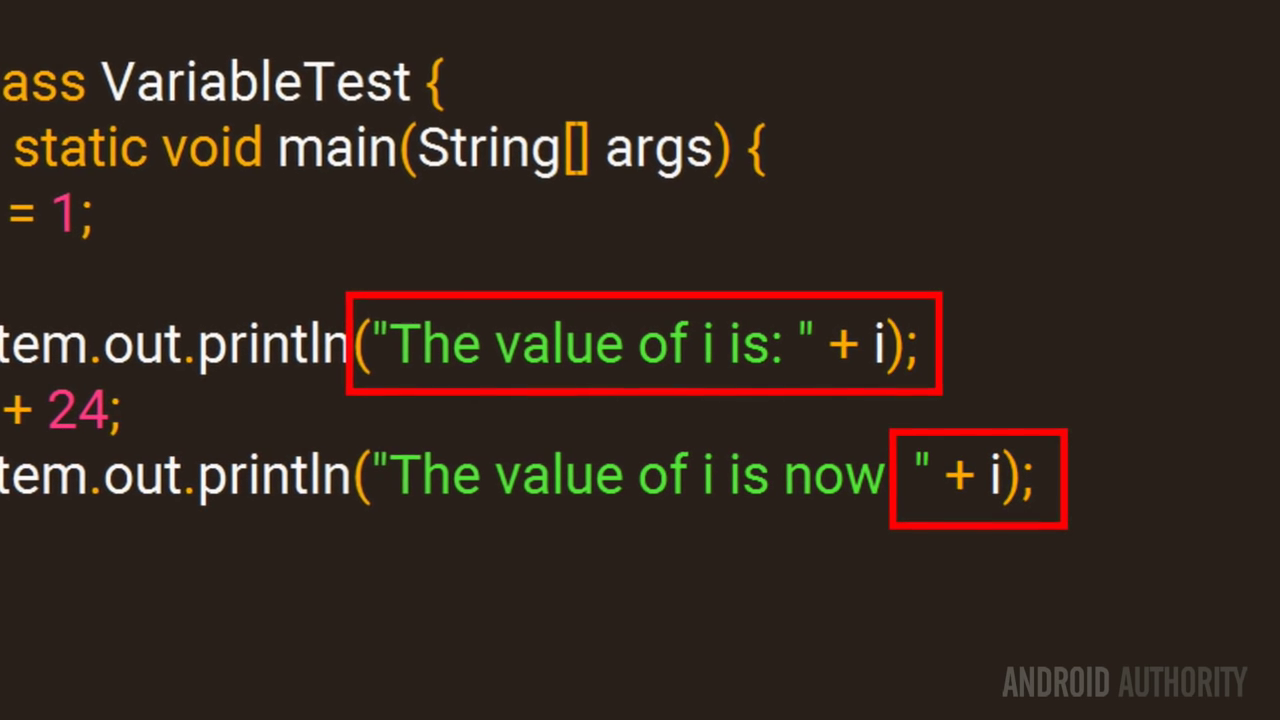 ass VariableTest {
static void main(String[] args) {
= 1;
tem.out.println("The value of i is: " + i);
+ 24;
tem.out.println("The value of i is now " + i);
ANDROID AUTHORITY